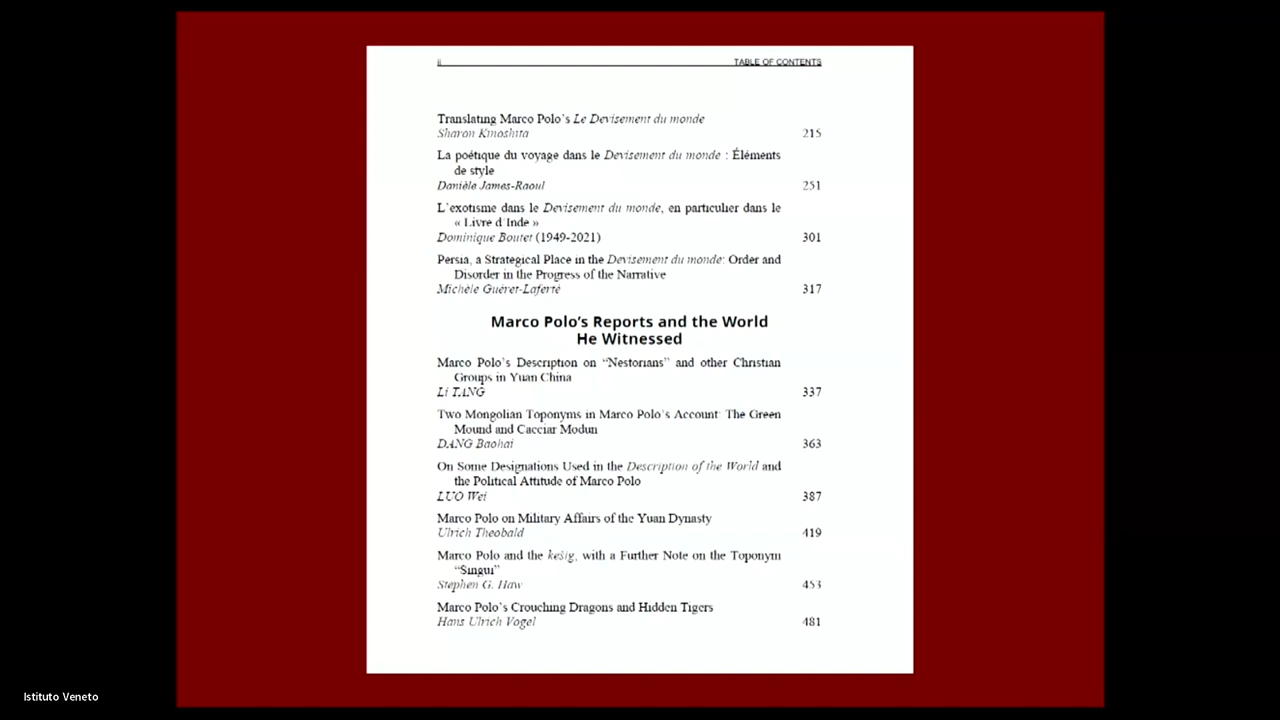 ii TABLE OF CONTENTS
Translating Marco Polo's Le Devisement du monde
Sharon Kinoshita 215
La poétique du voyage dans le Devisement du monde : Éléments
de style
Danièle James-Raoul 251
L'exotisme dans le Devisement du monde, en particulier dans le
« Livre d'Inde »
Dominique Boutet (1949-2021) 301
Persia, a Strategical Place in the Devisement du monde: Order and
Disorder in the Progress of the Narrative
Michèle Guéret-Laferté 317
Marco Polo's Reports and the World
He Witnessed
Marco Polo's Description on “Nestorians” and other Christian
Groups in Yuan China
Li TANG 337
Two Mongolian Toponyms in Marco Polo's Account: The Green
Mound and Cacciar Modun
DANG Baohai 363
On Some Designations Used in the Description of the World and
the Political Attitude of Marco Polo
LUO Wei 387
Marco Polo on Military Affairs of the Yuan Dynasty
Ulrich Theobald 419
Marco Polo and the kešig, with a Further Note on the Toponym
“Singui”
Stephen G. Haw 453
Marco Polo's Crouching Dragons and Hidden Tigers
Hans Ulrich Vogel 481
Istituto Veneto